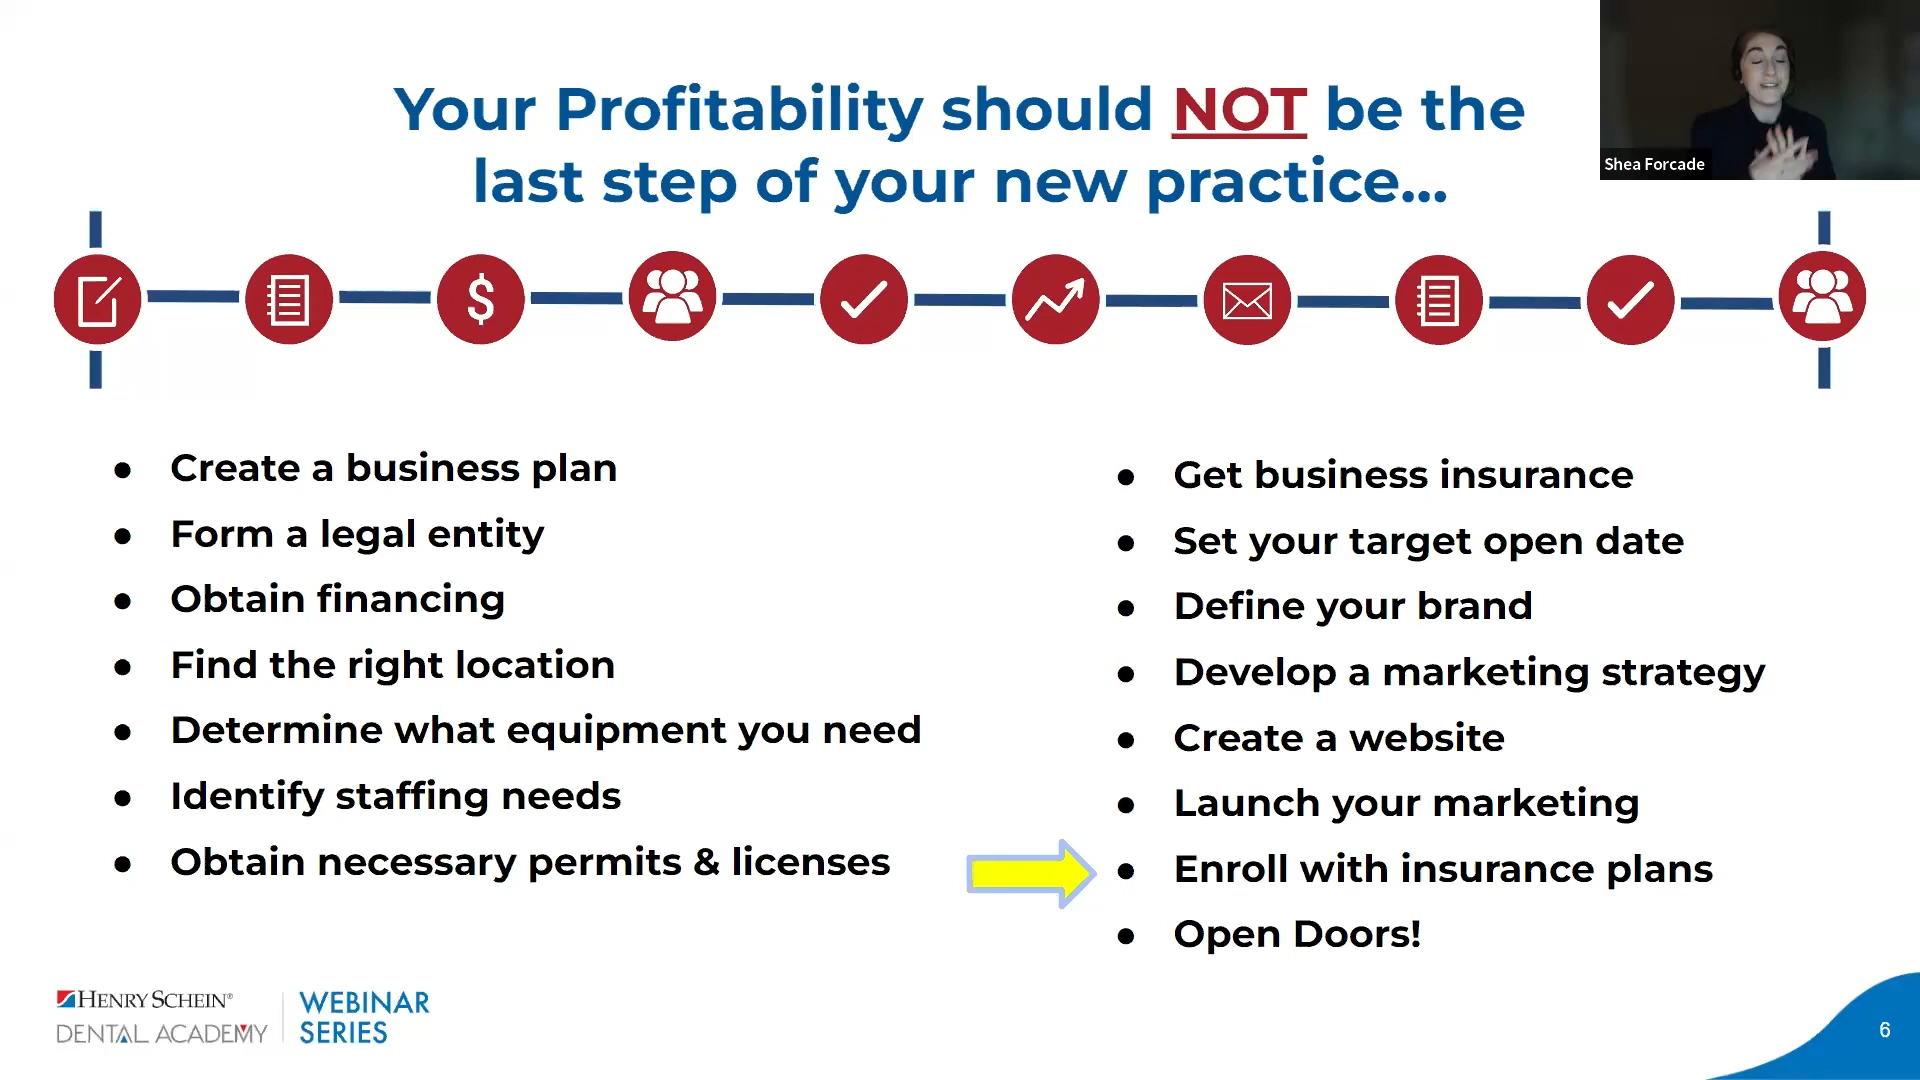 Your Profitability should NOT be the
last step of your new practice...
Shea Forcade
$
● Create a business plan
● Form a legal entity
● Obtain financing
● Find the right location
● Determine what equipment you need
● Identify staffing needs
● Obtain necessary permits & licenses
● Get business insurance
● Set your target open date
● Define your brand
● Develop a marketing strategy
● Create a website
● Launch your marketing
● Enroll with insurance plans
● Open Doors!
HENRY SCHEIN®
DENTAL ACADEMY
WEBINAR
SERIES
6